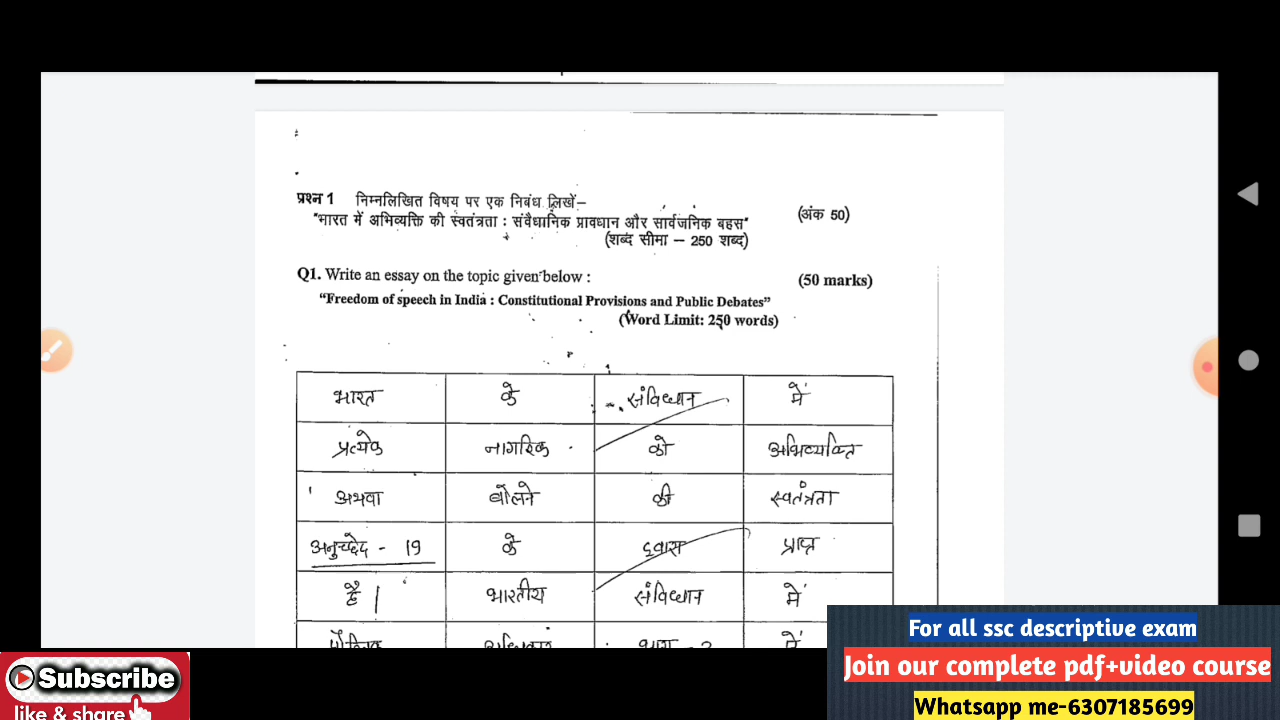 प्रश्न 1 निम्नलिखित विषय पर एक निबंध लिखें–
"भारत में अभिव्यक्ति की स्वतंत्रता : संवैधानिक प्रावधान और सार्वजनिक बहस"
(अंक 50)
(शब्द सीमा – 250 शब्द)
Q1. Write an essay on the topic given below :
(50 marks)
"Freedom of speech in India : Constitutional Provisions and Public Debates"
(Word Limit: 250 words)
भारत के संविधान में
प्रत्येक नागरिक को अभिव्यक्ति
अथवा बोलने की स्वतंत्रता
अनुच्छेद - 19 के द्वारा प्राप्त
है। भारतीय संविधान में
For all ssc descriptive exam
Join our complete pdf+video course
Whatsapp me-6307185699
Subscribe
like & share